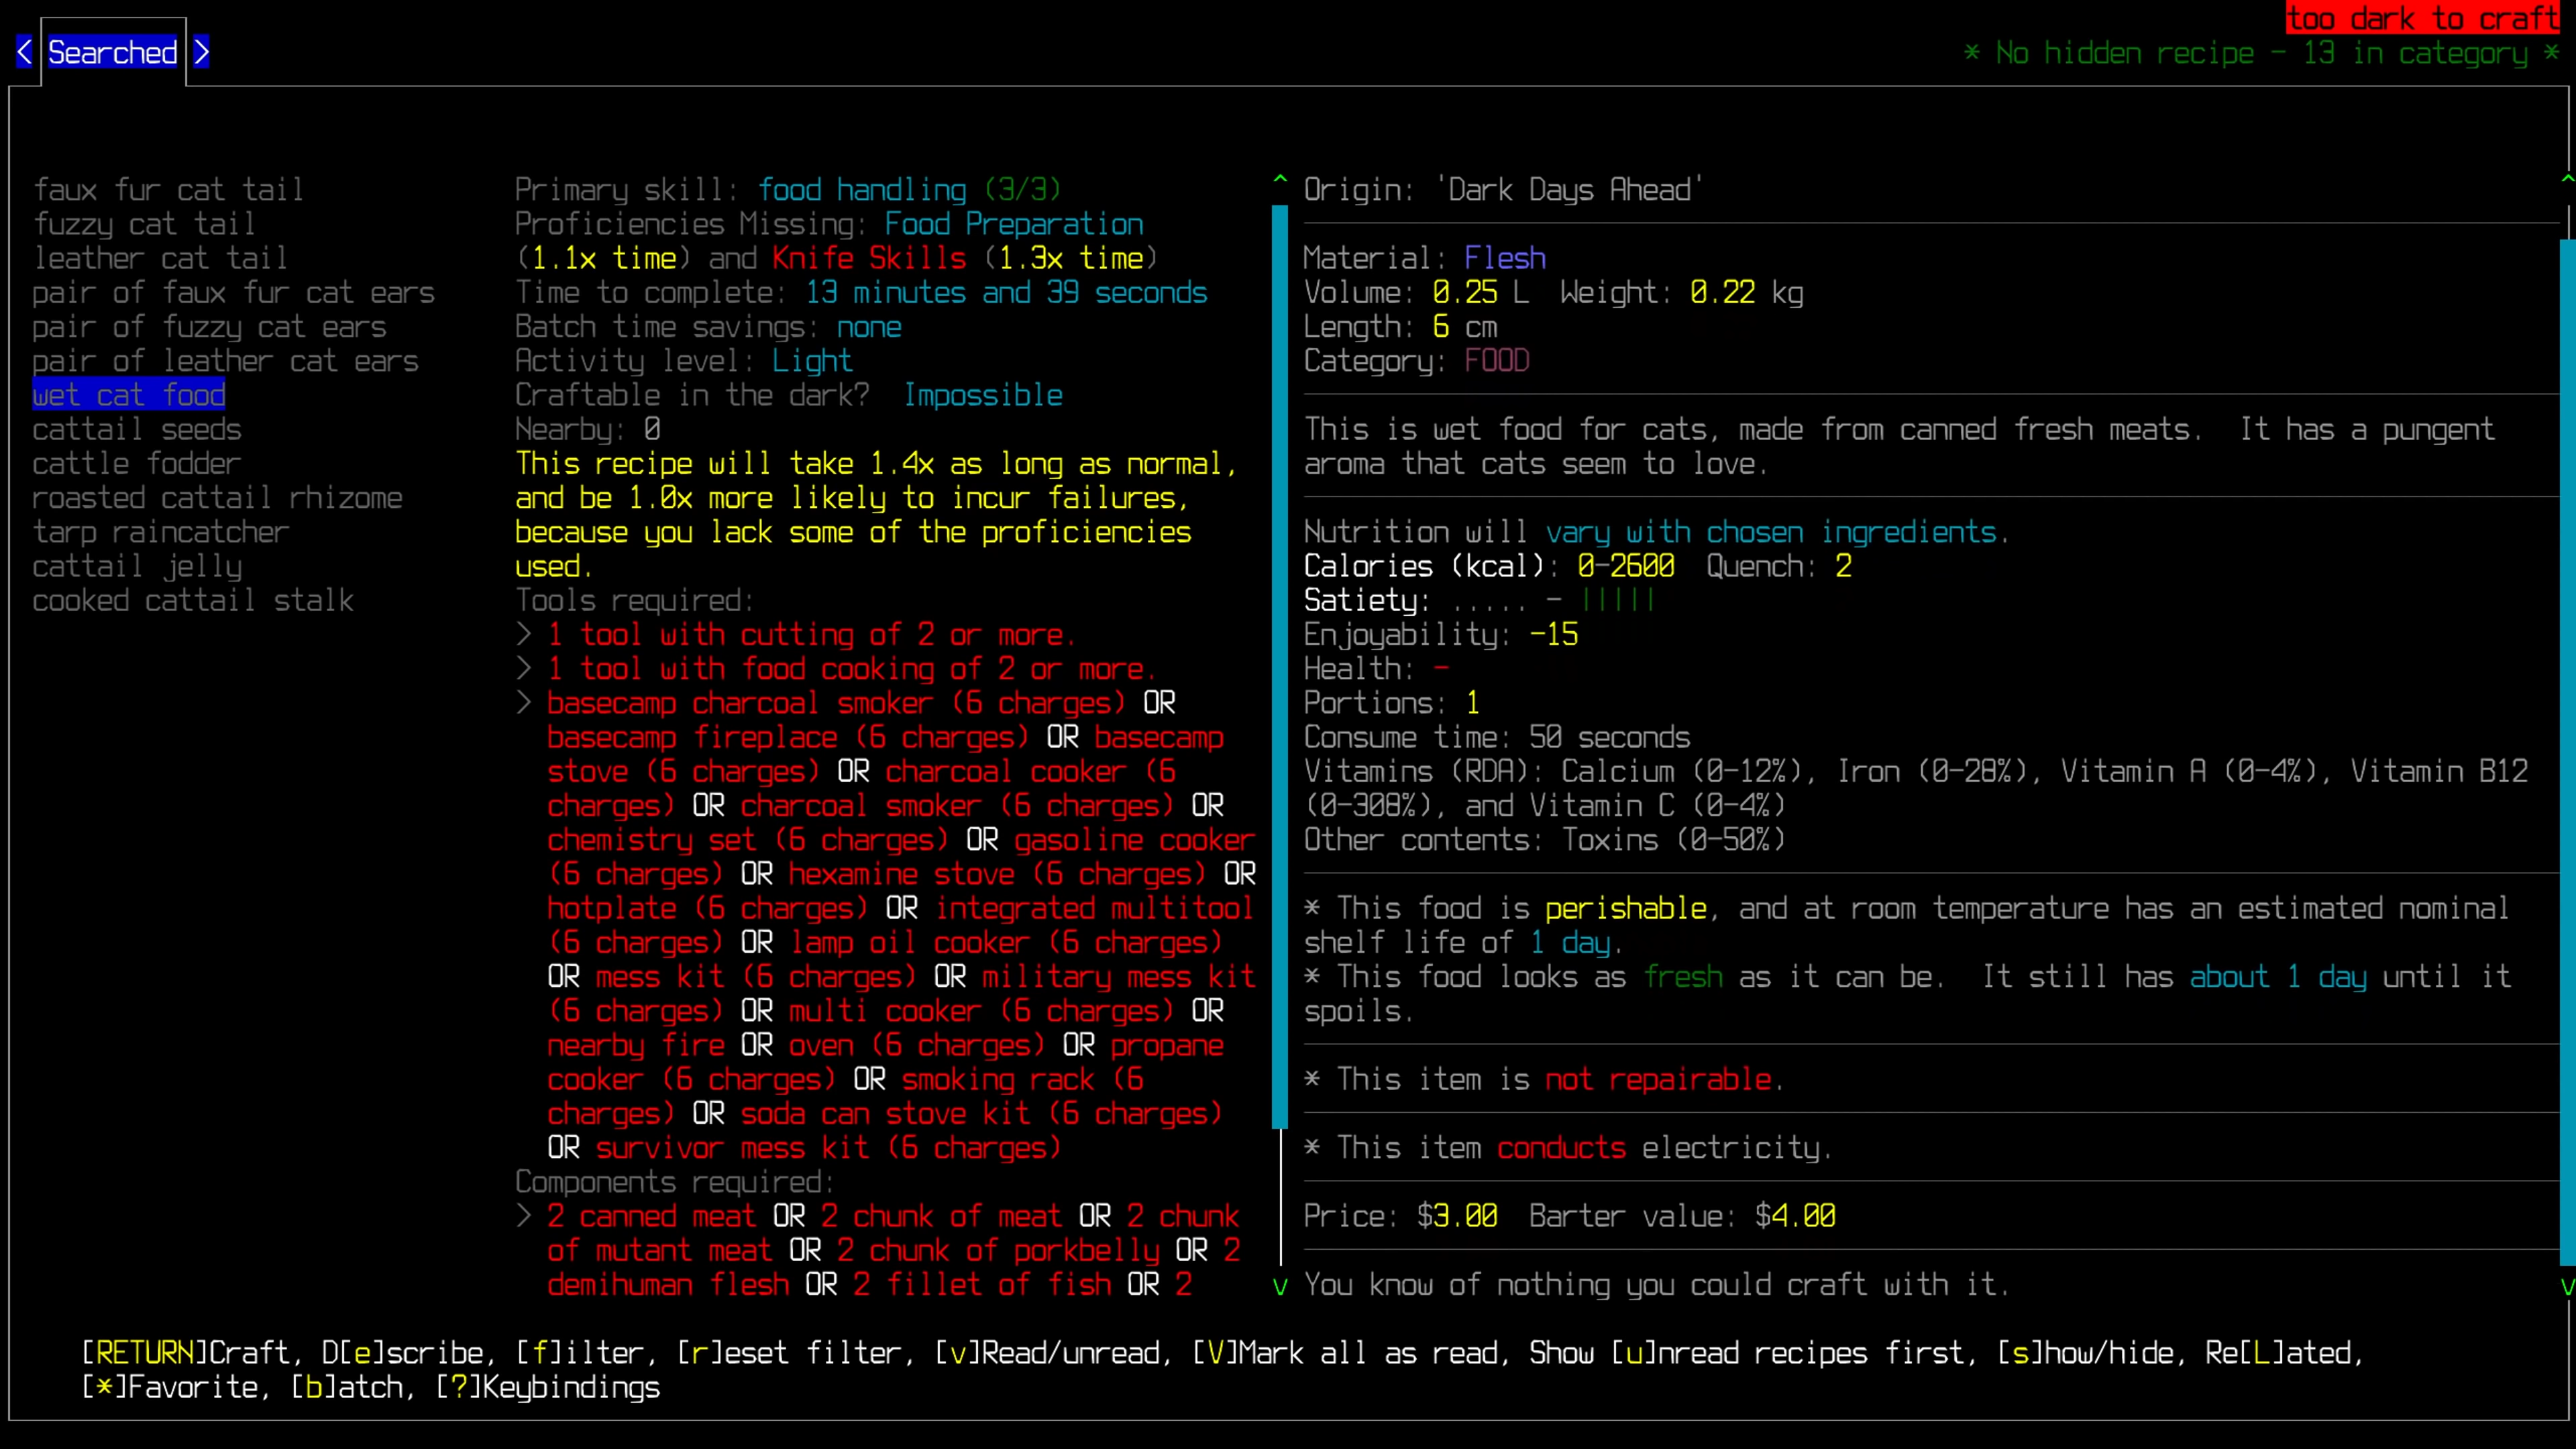 too dark to craft
< Searched >
* No hidden recipe - 13 in category *
faux fur cat tail
fuzzy cat tail
leather cat tail
pair of faux fur cat ears
pair of fuzzy cat ears
pair of leather cat ears
wet cat food
cattail seeds
cattle fodder
roasted cattail rhizome
tarp raincatcher
cattail jelly
cooked cattail stalk
Primary skill: food handling (3/3)
Proficiencies Missing: Food Preparation
(1.1x time) and Knife Skills (1.3x time)
Time to complete: 13 minutes and 39 seconds
Batch time savings: none
Activity level: Light
Craftable in the dark?  Impossible
Nearby: 0
This recipe will take 1.4x as long as normal,
and be 1.0x more likely to incur failures,
because you lack some of the proficiencies
used.
Tools required:
> 1 tool with cutting of 2 or more.
> 1 tool with food cooking of 2 or more.
> basecamp charcoal smoker (6 charges) OR
basecamp fireplace (6 charges) OR basecamp
stove (6 charges) OR charcoal cooker (6
charges) OR charcoal smoker (6 charges) OR
chemistry set (6 charges) OR gasoline cooker
(6 charges) OR hexamine stove (6 charges) OR
hotplate (6 charges) OR integrated multitool
(6 charges) OR lamp oil cooker (6 charges)
OR mess kit (6 charges) OR military mess kit
(6 charges) OR multi cooker (6 charges) OR
nearby fire OR oven (6 charges) OR propane
cooker (6 charges) OR smoking rack (6
charges) OR soda can stove kit (6 charges)
OR survivor mess kit (6 charges)
Components required:
> 2 canned meat OR 2 chunk of meat OR 2 chunk
of mutant meat OR 2 chunk of porkbelly OR 2
demihuman flesh OR 2 fillet of fish OR 2
Origin: 'Dark Days Ahead'
Material: Flesh
Volume: 0.25 L  Weight: 0.22 kg
Length: 6 cm
Category: FOOD
This is wet food for cats, made from canned fresh meats.  It has a pungent
aroma that cats seem to love.
Nutrition will vary with chosen ingredients.
Calories (kcal): 0-2600  Quench: 2
Satiety: ..... - |||||
Enjoyability: -15
Health: -
Portions: 1
Consume time: 50 seconds
Vitamins (RDA): Calcium (0-12%), Iron (0-28%), Vitamin A (0-4%), Vitamin B12
(0-308%), and Vitamin C (0-4%)
Other contents: Toxins (0-50%)
* This food is perishable, and at room temperature has an estimated nominal
shelf life of 1 day.
* This food looks as fresh as it can be.  It still has about 1 day until it
spoils.
* This item is not repairable.
* This item conducts electricity.
Price: $3.00  Barter value: $4.00
You know of nothing you could craft with it.
[RETURN]Craft, D[e]scribe, [f]ilter, [r]eset filter, [v]Read/unread, [V]Mark all as read, Show [u]nread recipes first, [s]how/hide, Re[L]ated,
[*]Favorite, [b]atch, [?]Keybindings